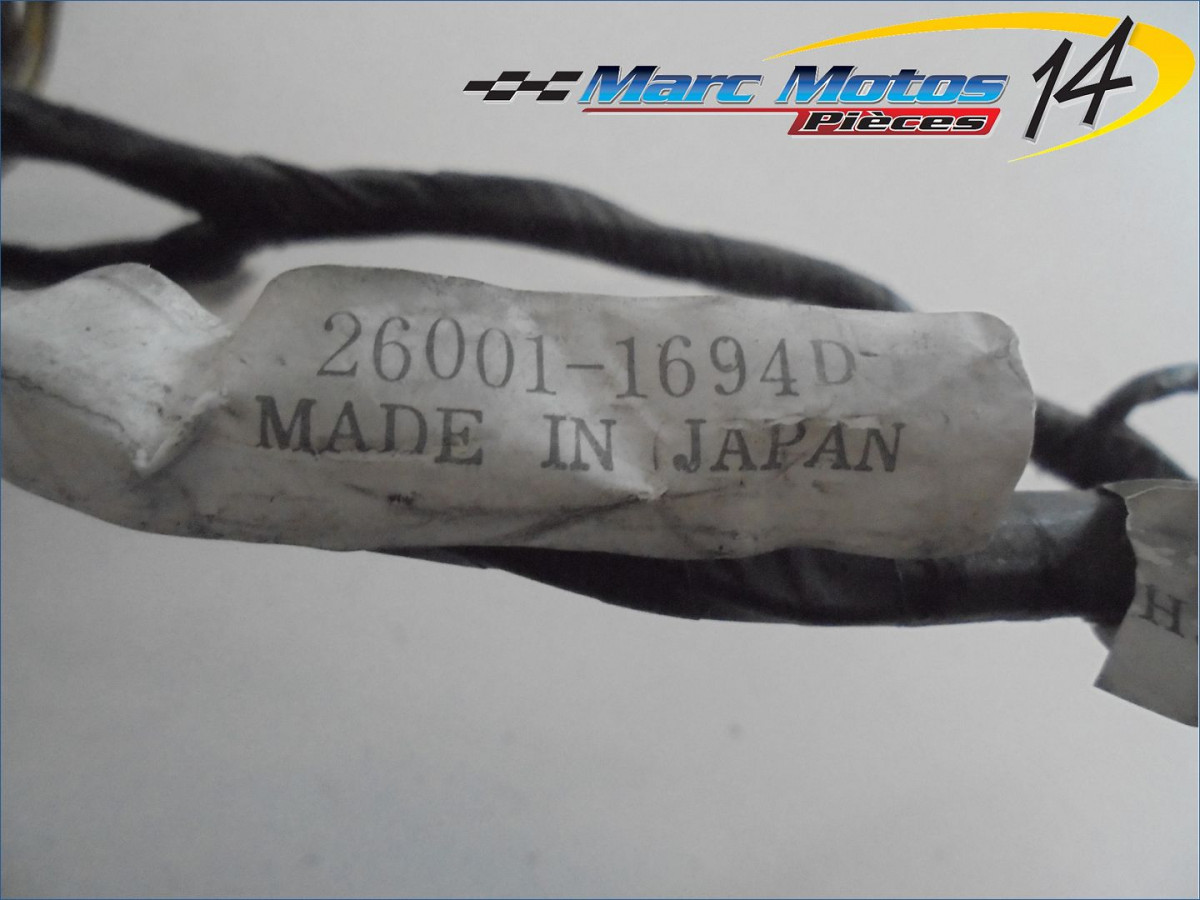 Marc Motos 14
Pièces
26001-1694D
MADE IN JAPAN
H